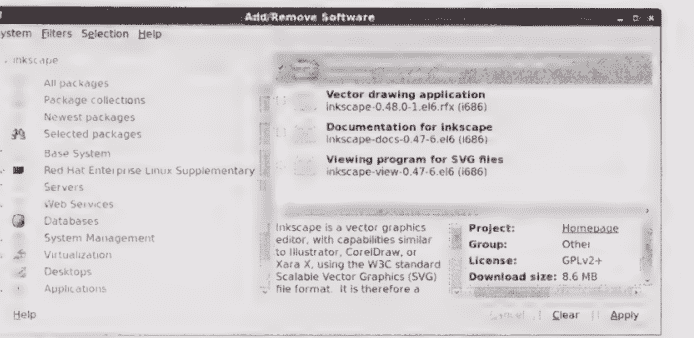 Add/Remove Software
ystem Filters Selection Help
inkscape
All packages
Package collections
Newest packages
Selected packages
Base System
Red Hat Enterprise Linux Supplementary
Servers
Web Services
Databases
System Management
Virtualization
Desktops
Applications
Vector drawing application
inkscape-0.48.0-1.el6.rfx (i686)
Documentation for inkscape
inkscape-docs-0.47-6.el6 (i686)
Viewing program for SVG files
inkscape-view-0.47-6.el6 (i686)
Inkscape is a vector graphics
editor, with capabilities similar
to Illustrator, CorelDraw, or
Xara X, using the W3C standard
Scalable Vector Graphics (SVG)
file format. It is therefore a
Project: Homepage
Group: Other
License: GPLv2+
Download size: 8.6 MB
Help
Cancel Clear Apply